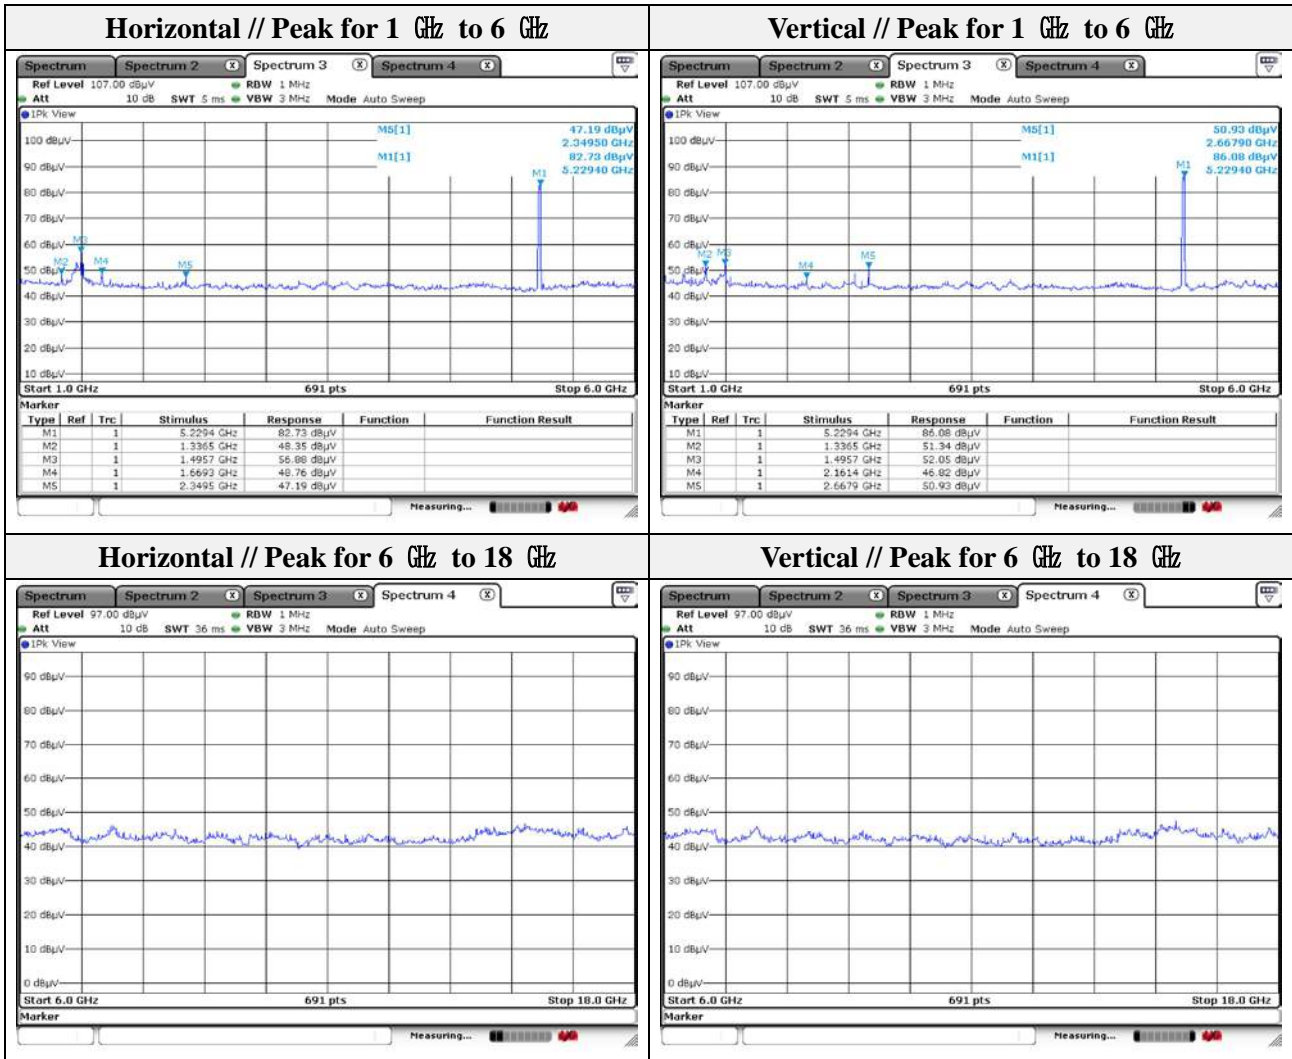 Horizontal // Peak for 1 ㎓ to 6 ㎓
Spectrum Spectrum 2 X Spectrum 3 X Spectrum 4 X
Ref Level 107.00 dBµV RBW 1 MHz
Att 10 dB SWT 5 ms VBW 3 MHz Mode Auto Sweep
1Pk View
M5[1] 47.19 dBµV
2.34950 GHz
M1[1] 82.73 dBµV
5.22940 GHz
100 dBµV
90 dBµV
80 dBµV
70 dBµV
60 dBµV
50 dBµV
40 dBµV
30 dBµV
20 dBµV
10 dBµV
M1
M3
M2 M4 M5
Start 1.0 GHz 691 pts Stop 6.0 GHz
Marker
Type Ref Trc Stimulus Response Function Function Result
M1 1 5.2294 GHz 82.73 dBµV
M2 1 1.3365 GHz 48.35 dBµV
M3 1 1.4957 GHz 56.88 dBµV
M4 1 1.6693 GHz 48.76 dBµV
M5 1 2.3495 GHz 47.19 dBµV
Measuring...
Vertical // Peak for 1 ㎓ to 6 ㎓
Spectrum Spectrum 2 X Spectrum 3 X Spectrum 4 X
Ref Level 107.00 dBµV RBW 1 MHz
Att 10 dB SWT 5 ms VBW 3 MHz Mode Auto Sweep
1Pk View
M5[1] 50.93 dBµV
2.66790 GHz
M1[1] 86.08 dBµV
5.22940 GHz
100 dBµV
90 dBµV
80 dBµV
70 dBµV
60 dBµV
50 dBµV
40 dBµV
30 dBµV
20 dBµV
10 dBµV
M1
M2 M3 M4 M5
Start 1.0 GHz 691 pts Stop 6.0 GHz
Marker
Type Ref Trc Stimulus Response Function Function Result
M1 1 5.2294 GHz 86.08 dBµV
M2 1 1.3365 GHz 51.34 dBµV
M3 1 1.4957 GHz 52.05 dBµV
M4 1 2.1614 GHz 46.82 dBµV
M5 1 2.6679 GHz 50.93 dBµV
Measuring...
Horizontal // Peak for 6 ㎓ to 18 ㎓
Spectrum Spectrum 2 X Spectrum 3 X Spectrum 4 X
Ref Level 97.00 dBµV RBW 1 MHz
Att 10 dB SWT 36 ms VBW 3 MHz Mode Auto Sweep
1Pk View
90 dBµV
80 dBµV
70 dBµV
60 dBµV
50 dBµV
40 dBµV
30 dBµV
20 dBµV
10 dBµV
0 dBµV
Start 6.0 GHz 691 pts Stop 18.0 GHz
Marker
Measuring...
Vertical // Peak for 6 ㎓ to 18 ㎓
Spectrum Spectrum 2 X Spectrum 3 X Spectrum 4 X
Ref Level 97.00 dBµV RBW 1 MHz
Att 10 dB SWT 36 ms VBW 3 MHz Mode Auto Sweep
1Pk View
90 dBµV
80 dBµV
70 dBµV
60 dBµV
50 dBµV
40 dBµV
30 dBµV
20 dBµV
10 dBµV
0 dBµV
Start 6.0 GHz 691 pts Stop 18.0 GHz
Marker
Measuring...